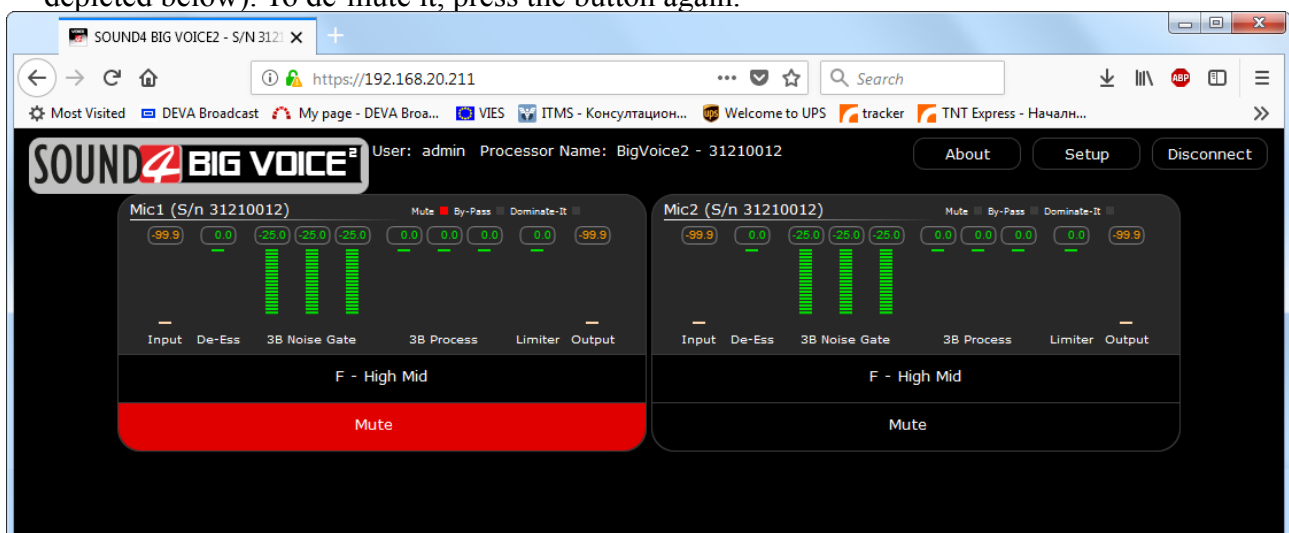 depicted below). To de-mute it, press the button again.
SOUND4 BIG VOICE2 - S/N 3121
https://192.168.20.211
Search
ABP
Most Visited DEVA Broadcast My page - DEVA Broa... VIES ITMS - Консултацион... Welcome to UPS tracker TNT Express - Началн...
SOUND4 BIG VOICE² User: admin Processor Name: BigVoice2 - 31210012 About Setup Disconnect
Mic1 (S/n 31210012) Mute By-Pass Dominate-It
-99.9 0.0 -25.0 -25.0 -25.0 0.0 0.0 0.0 0.0 -99.9
Input De-Ess 3B Noise Gate 3B Process Limiter Output
F - High Mid
Mute
Mic2 (S/n 31210012) Mute By-Pass Dominate-It
-99.9 0.0 -25.0 -25.0 -25.0 0.0 0.0 0.0 0.0 -99.9
Input De-Ess 3B Noise Gate 3B Process Limiter Output
F - High Mid
Mute